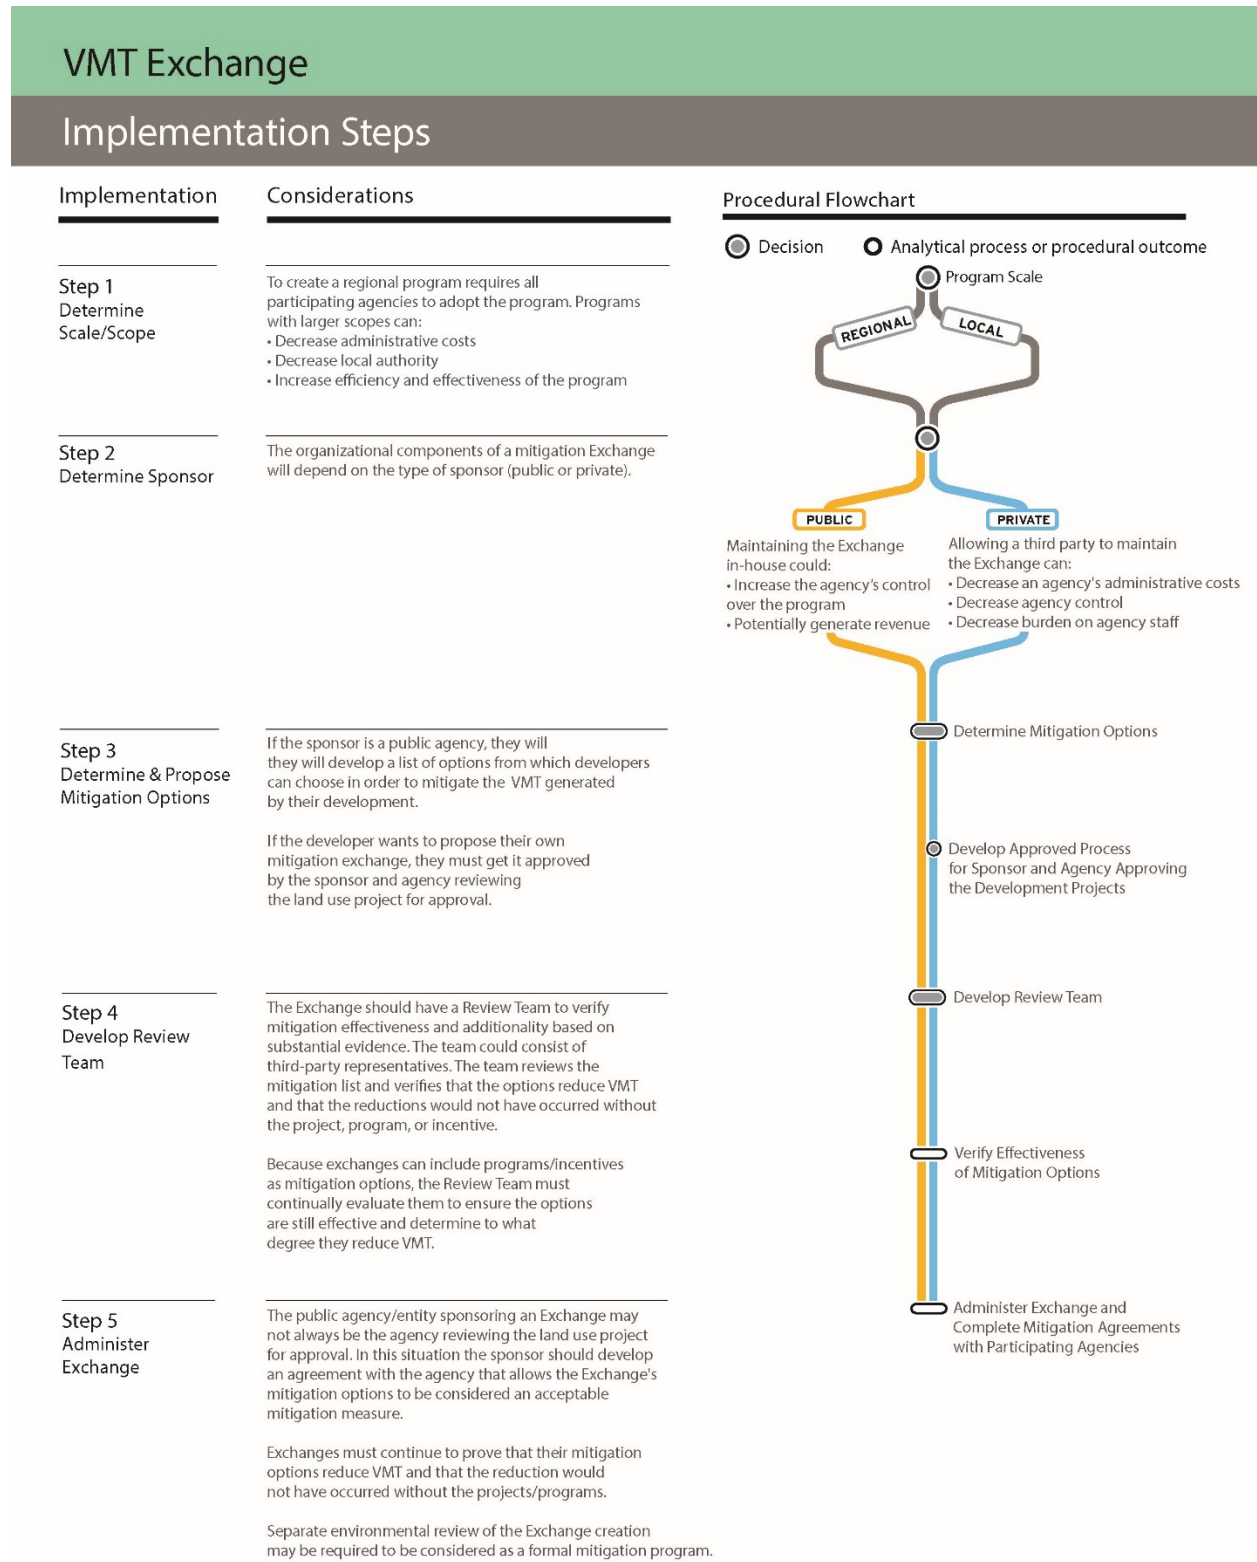 VMT Exchange
Implementation Steps
Implementation
Considerations
Procedural Flowchart
Decision
Analytical process or procedural outcome
Step 1
Determine
Scale/Scope
To create a regional program requires all
participating agencies to adopt the program. Programs
with larger scopes can:
• Decrease administrative costs
• Decrease local authority
• Increase efficiency and effectiveness of the program
Program Scale
REGIONAL
LOCAL
Step 2
Determine Sponsor
The organizational components of a mitigation Exchange
will depend on the type of sponsor (public or private).
PUBLIC
Maintaining the Exchange
in-house could:
• Increase the agency's control
over the program
• Potentially generate revenue
PRIVATE
Allowing a third party to maintain
the Exchange can:
• Decrease an agency's administrative costs
• Decrease agency control
• Decrease burden on agency staff
Step 3
Determine & Propose
Mitigation Options
If the sponsor is a public agency, they will
they will develop a list of options from which developers
can choose in order to mitigate the VMT generated
by their development.
If the developer wants to propose their own
mitigation exchange, they must get it approved
by the sponsor and agency reviewing
the land use project for approval.
Determine Mitigation Options
Develop Approved Process
for Sponsor and Agency Approving
the Development Projects
Step 4
Develop Review
Team
The Exchange should have a Review Team to verify
mitigation effectiveness and additionality based on
substantial evidence. The team could consist of
third-party representatives. The team reviews the
mitigation list and verifies that the options reduce VMT
and that the reductions would not have occurred without
the project, program, or incentive.
Because exchanges can include programs/incentives
as mitigation options, the Review Team must
continually evaluate them to ensure the options
are still effective and determine to what
degree they reduce VMT.
Develop Review Team
Verify Effectiveness
of Mitigation Options
Step 5
Administer
Exchange
The public agency/entity sponsoring an Exchange may
not always be the agency reviewing the land use project
for approval. In this situation the sponsor should develop
an agreement with the agency that allows the Exchange's
mitigation options to be considered an acceptable
mitigation measure.
Exchanges must continue to prove that their mitigation
options reduce VMT and that the reduction would
not have occurred without the projects/programs.
Separate environmental review of the Exchange creation
may be required to be considered as a formal mitigation program.
Administer Exchange and
Complete Mitigation Agreements
with Participating Agencies